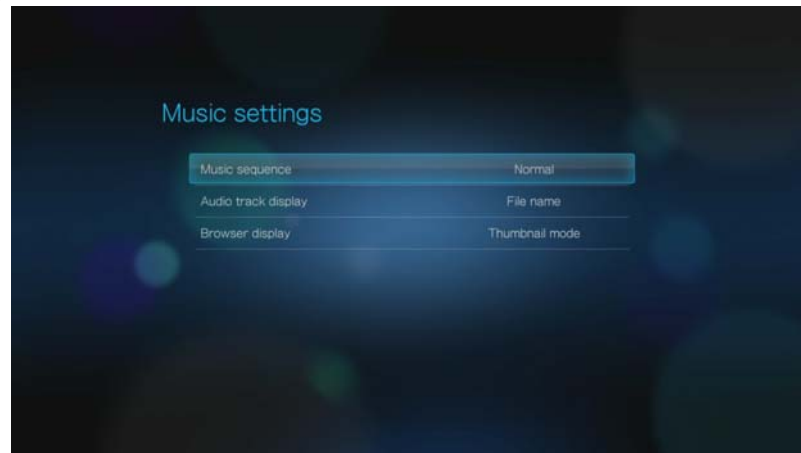 Music settings
Music sequence Normal
Audio track display File name
Browser display Thumbnail mode